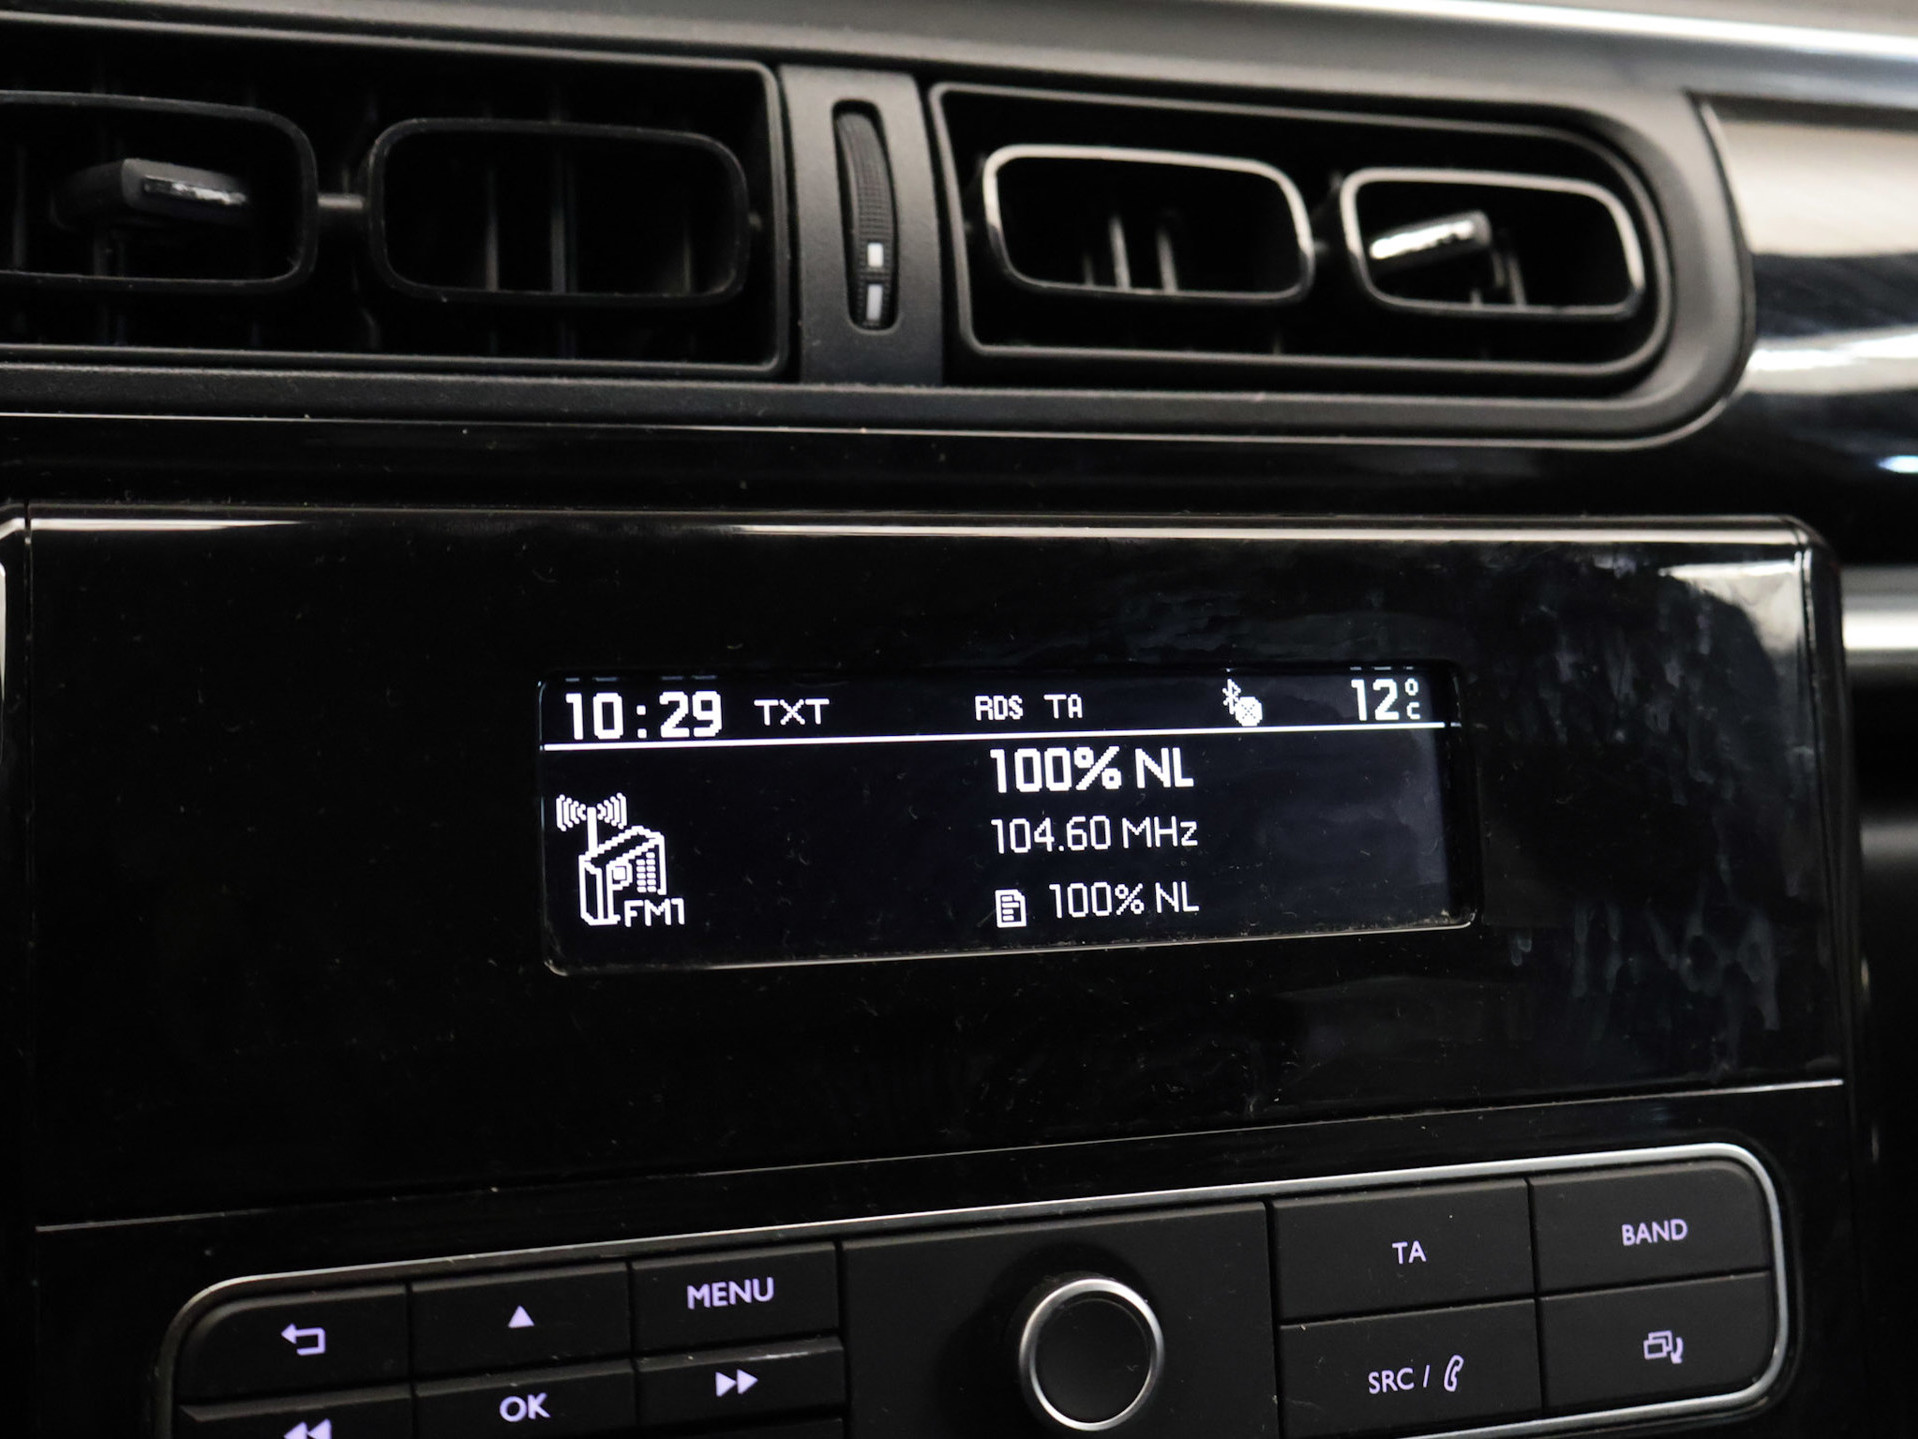 10:29 TXT RDS TA 12°C
100% NL
104.60 MHz
FM1
100% NL
MENU
TA
BAND
OK
SRC /